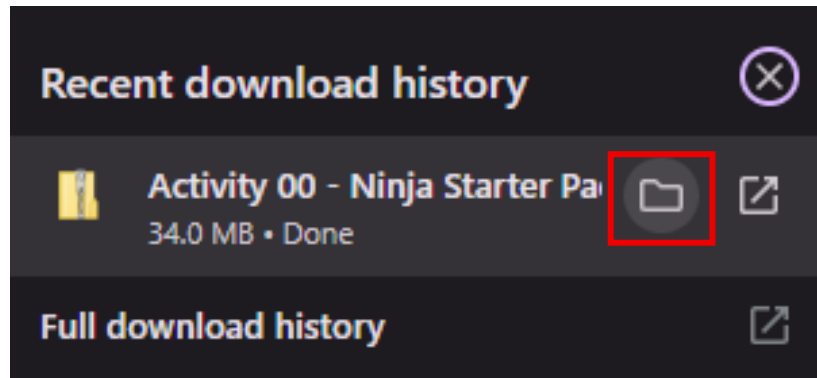 Recent download history
Activity 00 - Ninja Starter Pa
34.0 MB • Done
Full download history